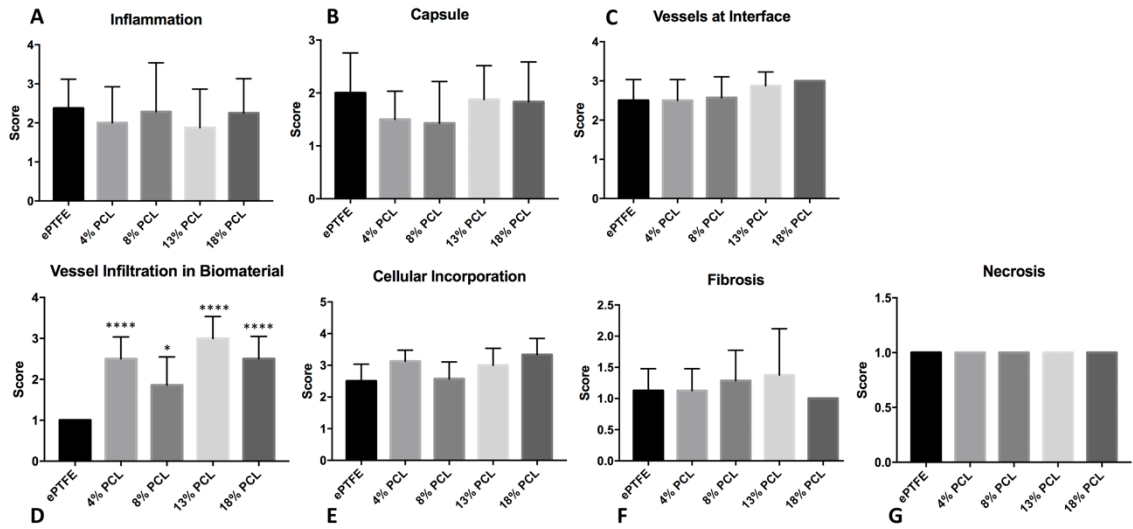 A
Inflammation
Score
4
3
2
1
0
ePTFE
4% PCL
8% PCL
13% PCL
18% PCL
B
Capsule
Score
3
2
1
0
ePTFE
4% PCL
8% PCL
13% PCL
18% PCL
C
Vessels at Interface
Score
4
3
2
1
0
ePTFE
4% PCL
8% PCL
13% PCL
18% PCL
Vessel Infiltration in Biomaterial
Score
4
3
2
1
0
****
*
****
****
ePTFE
4% PCL
8% PCL
13% PCL
18% PCL
D
Cellular Incorporation
Score
5
4
3
2
1
0
ePTFE
4% PCL
8% PCL
13% PCL
18% PCL
E
Fibrosis
Score
2.5
2.0
1.5
1.0
0.5
0.0
ePTFE
4% PCL
8% PCL
13% PCL
18% PCL
F
Necrosis
Score
1.5
1.0
0.5
0.0
ePTFE
4% PCL
8% PCL
13% PCL
18% PCL
G